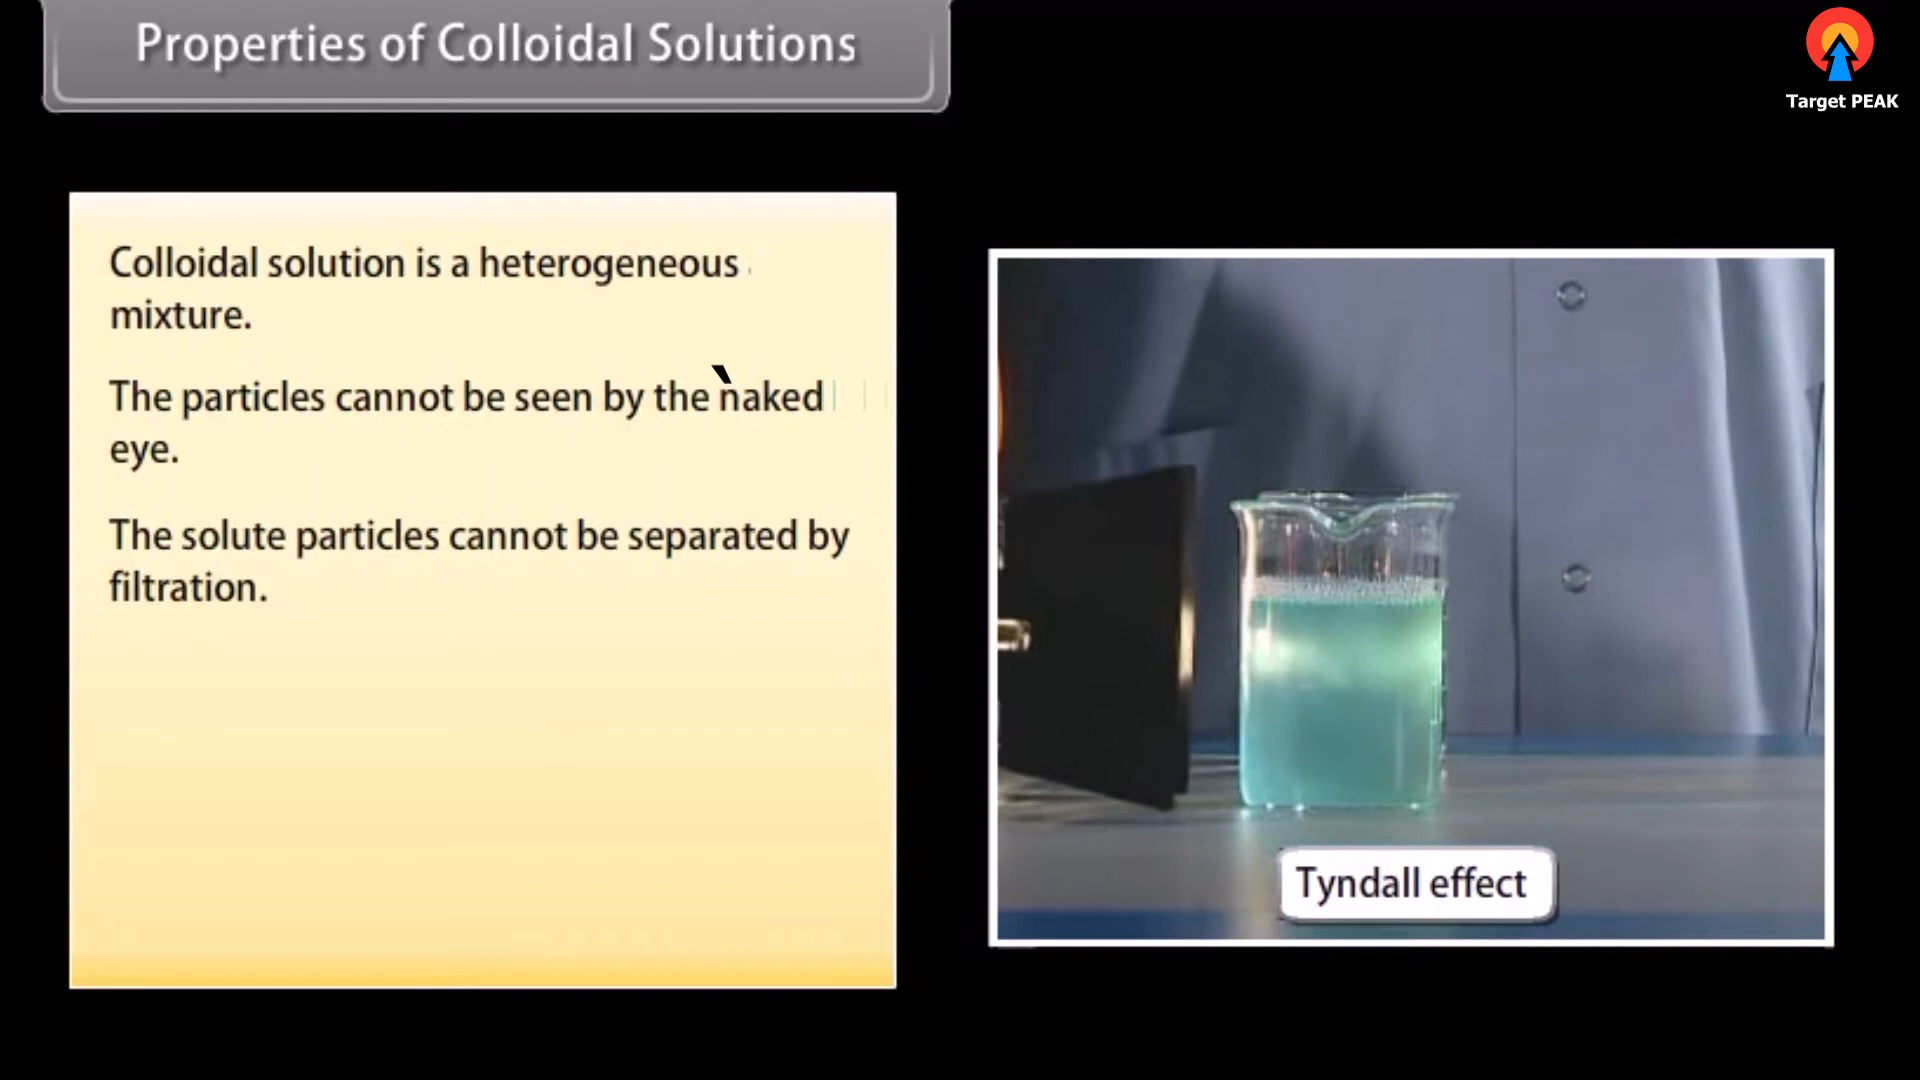 Properties of Colloidal Solutions
Target PEAK
Colloidal solution is a heterogeneous
mixture.
The particles cannot be seen by the naked
eye.
The solute particles cannot be separated by
filtration.
Tyndall effect